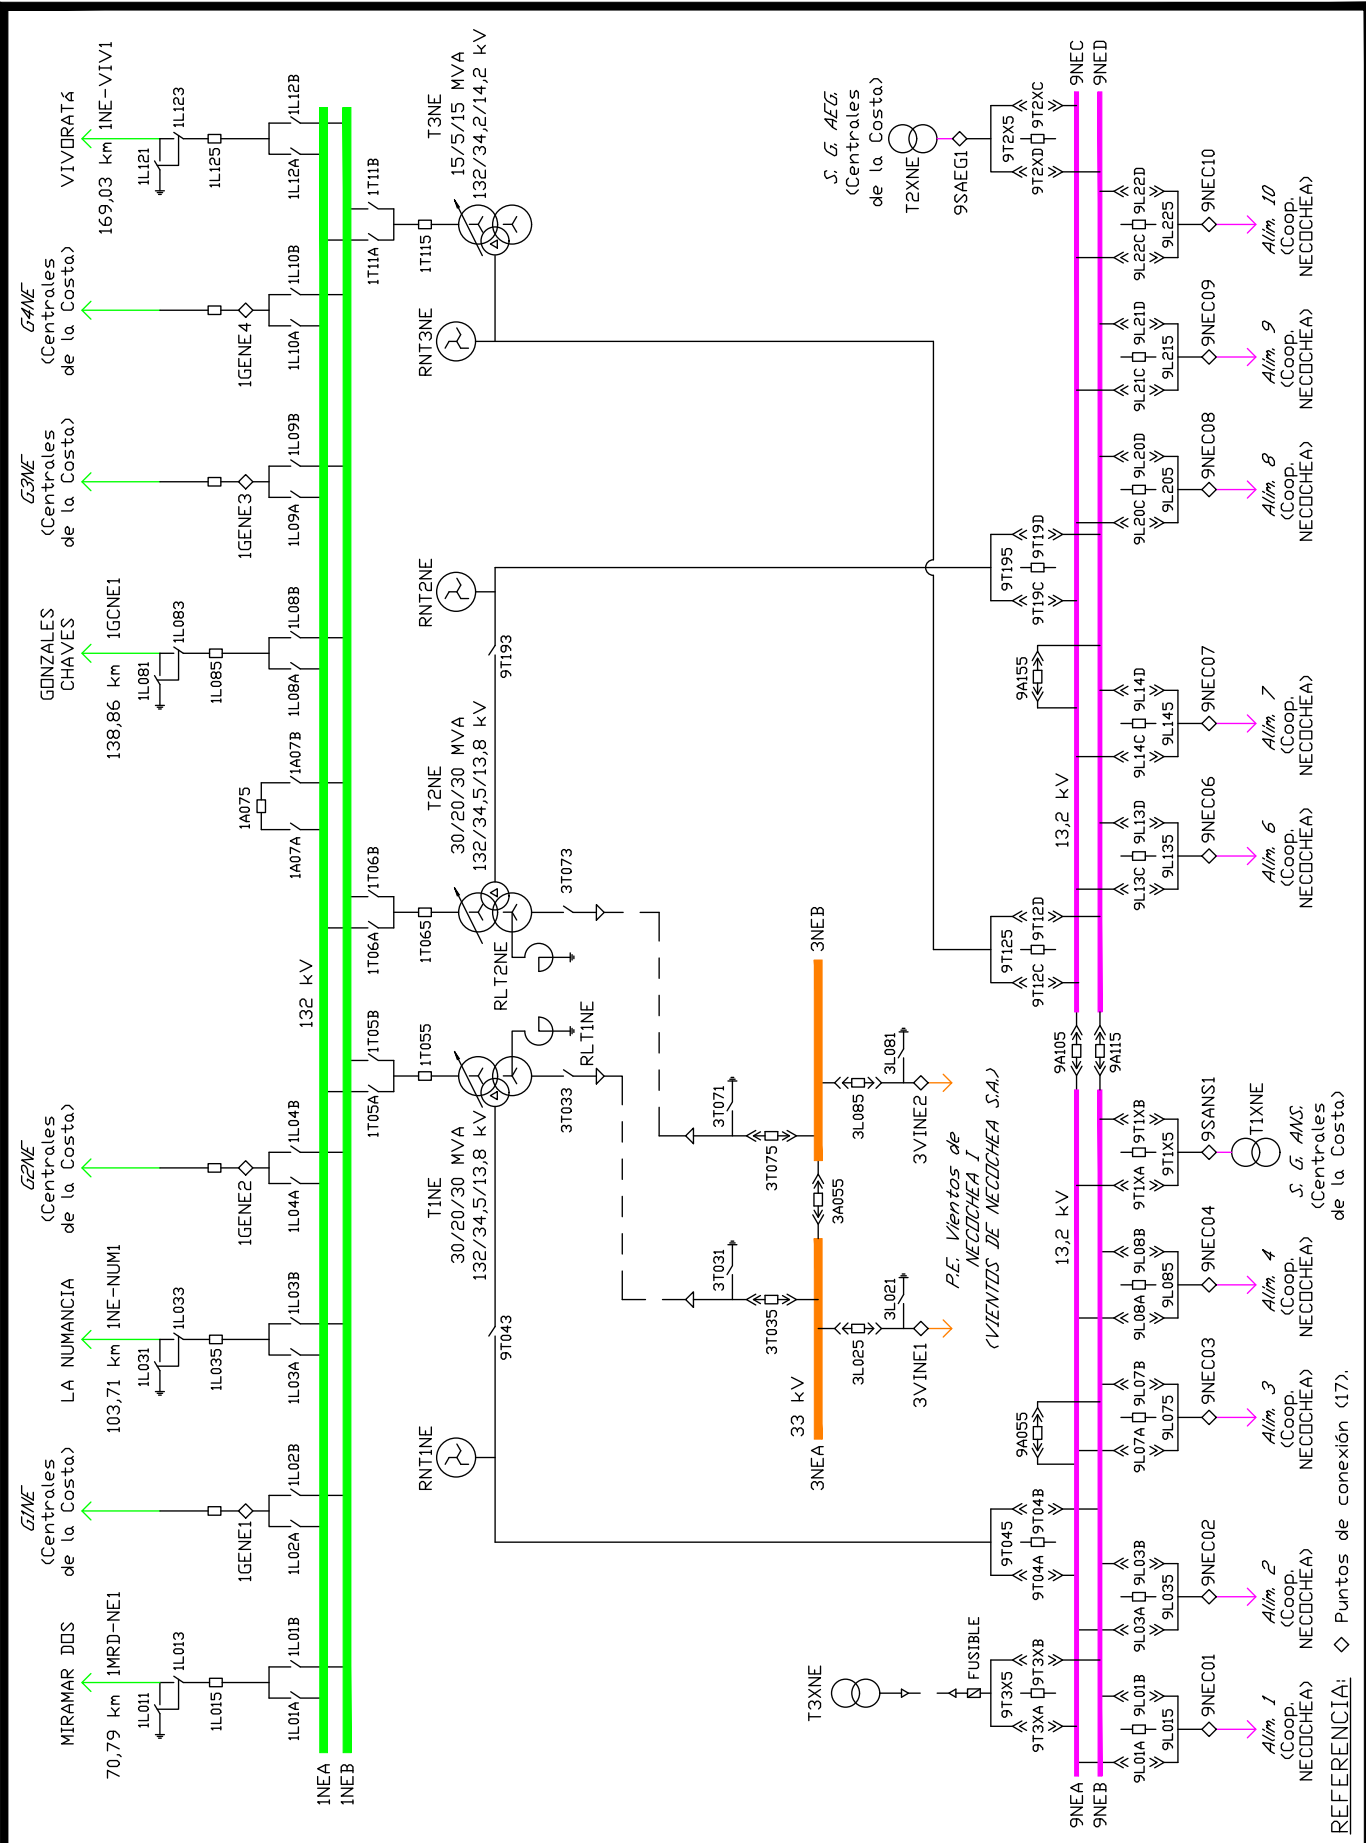 MIRAMAR DOS
70,79 km 1MRD-NE1
1L011
1L013
1L015
1L01A
1L01B
G1NE
(Centrales
de la Costa)
1GENE1
1L02A
1L02B
LA NUMANCIA
103,71 km 1NE-NUM1
1L031
1L033
1L035
1L03A
1L03B
G2NE
(Centrales
de la Costa)
1GENE2
1L04A
1L04B
1A075
1A07A
1A07B
GONZALES
CHAVES
138,86 km 1GCNE1
1L081
1L083
1L085
1L08A
1L08B
G3NE
(Centrales
de la Costa)
1GENE3
1L09A
1L09B
G4NE
(Centrales
de la Costa)
1GENE4
1L10A
1L10B
VIVORATÁ
169,03 km 1NE-VIV1
1L121
1L123
1L125
1L12A
1L12B
132 kV
1NEA
1NEB
1T05A
1T05B
1T055
1T06A
1T06B
1T065
1T11A
1T11B
1T115
RNT1NE
T1NE
30/20/30 MVA
132/34,5/13,8 kV
9T043
RLT1NE
3T033
T2NE
30/20/30 MVA
132/34,5/13,8 kV
RLT2NE
3T073
9T193
RNT2NE
RNT3NE
T3NE
15/5/15 MVA
132/34,2/14,2 kV
3T031
3T035
3T071
3T075
33 kV
3NEA
3NEB
3A055
3L025
3L021
3VINE1
3L085
3L081
3VINE2
P.E. Vientos de
NECOCHEA I
(VIENTOS DE NECOCHEA S.A.)
T3XNE
FUSIBLE
9T3X5
9T3XA
9T3XB
9T045
9T04A
9T04B
9A055
9A105
9A115
9T125
9T12C
9T12D
9A155
9T195
9T19C
9T19D
S. G. AEG.
(Centrales
de la Costa)
T2XNE
9SAEG1
9T2X5
9T2XD
9T2XC
13,2 kV
13,2 kV
9NEA
9NEB
9NEC
9NED
9L01A
9L01B
9L015
9NEC01
Alim. 1
(Coop.
NECOCHEA)
9L03A
9L03B
9L035
9NEC02
Alim. 2
(Coop.
NECOCHEA)
9L07A
9L07B
9L075
9NEC03
Alim. 3
(Coop.
NECOCHEA)
9L08A
9L08B
9L085
9NEC04
Alim. 4
(Coop.
NECOCHEA)
9T1XA
9T1XB
9T1X5
9SANS1
T1XNE
S. G. ANS.
(Centrales
de la Costa)
9L13C
9L13D
9L135
9NEC06
Alim. 6
(Coop.
NECOCHEA)
9L14C
9L14D
9L145
9NEC07
Alim. 7
(Coop.
NECOCHEA)
9L20C
9L20D
9L205
9NEC08
Alim. 8
(Coop.
NECOCHEA)
9L21C
9L21D
9L215
9NEC09
Alim. 9
(Coop.
NECOCHEA)
9L22C
9L22D
9L225
9NEC10
Alim. 10
(Coop.
NECOCHEA)
REFERENCIA: ◇ Puntos de conexión (17).